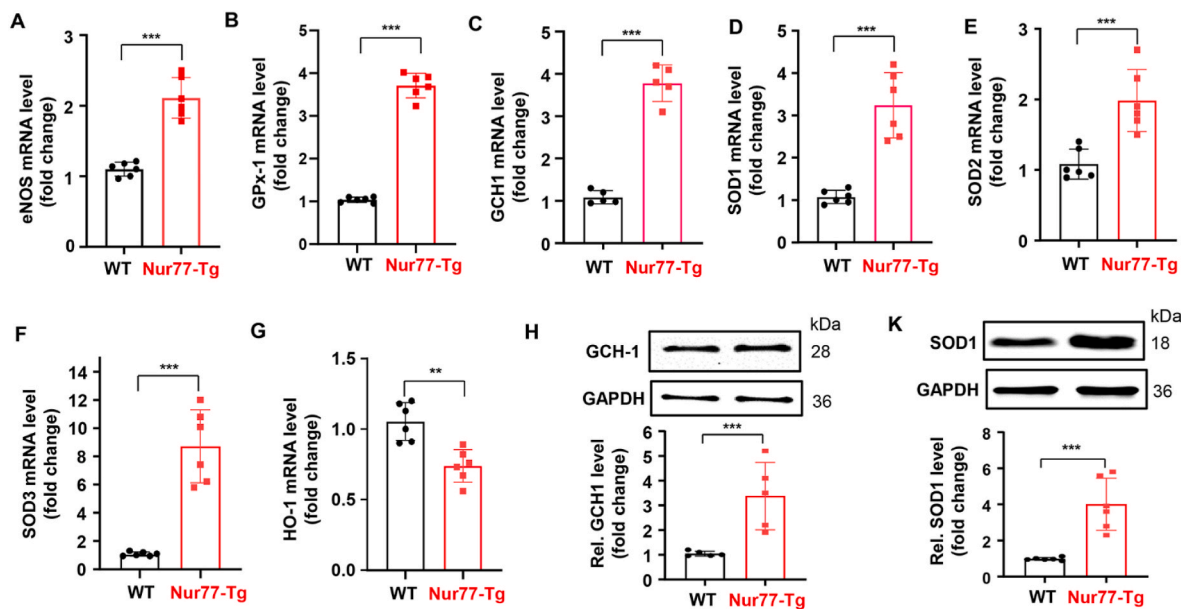 A
eNOS mRNA level
(fold change)
3
2
1
0
***
WT
Nur77-Tg
B
GPx-1 mRNA level
(fold change)
5
4
3
2
1
0
***
WT
Nur77-Tg
C
GCH1 mRNA level
(fold change)
5
4
3
2
1
0
***
WT
Nur77-Tg
D
SOD1 mRNA level
(fold change)
5
4
3
2
1
0
***
WT
Nur77-Tg
E
SOD2 mRNA level
(fold change)
3
2
1
0
***
WT
Nur77-Tg
F
SOD3 mRNA level
(fold change)
14
12
10
8
6
4
2
0
***
WT
Nur77-Tg
G
HO-1 mRNA level
(fold change)
1.5
1.0
0.5
0.0
**
WT
Nur77-Tg
H
kDa
GCH-1
28
GAPDH
36
Rel. GCH1 level
(fold change)
6
5
4
3
2
1
0
***
WT
Nur77-Tg
K
kDa
SOD1
18
GAPDH
36
Rel. SOD1 level
(fold change)
8
6
4
2
0
***
WT
Nur77-Tg